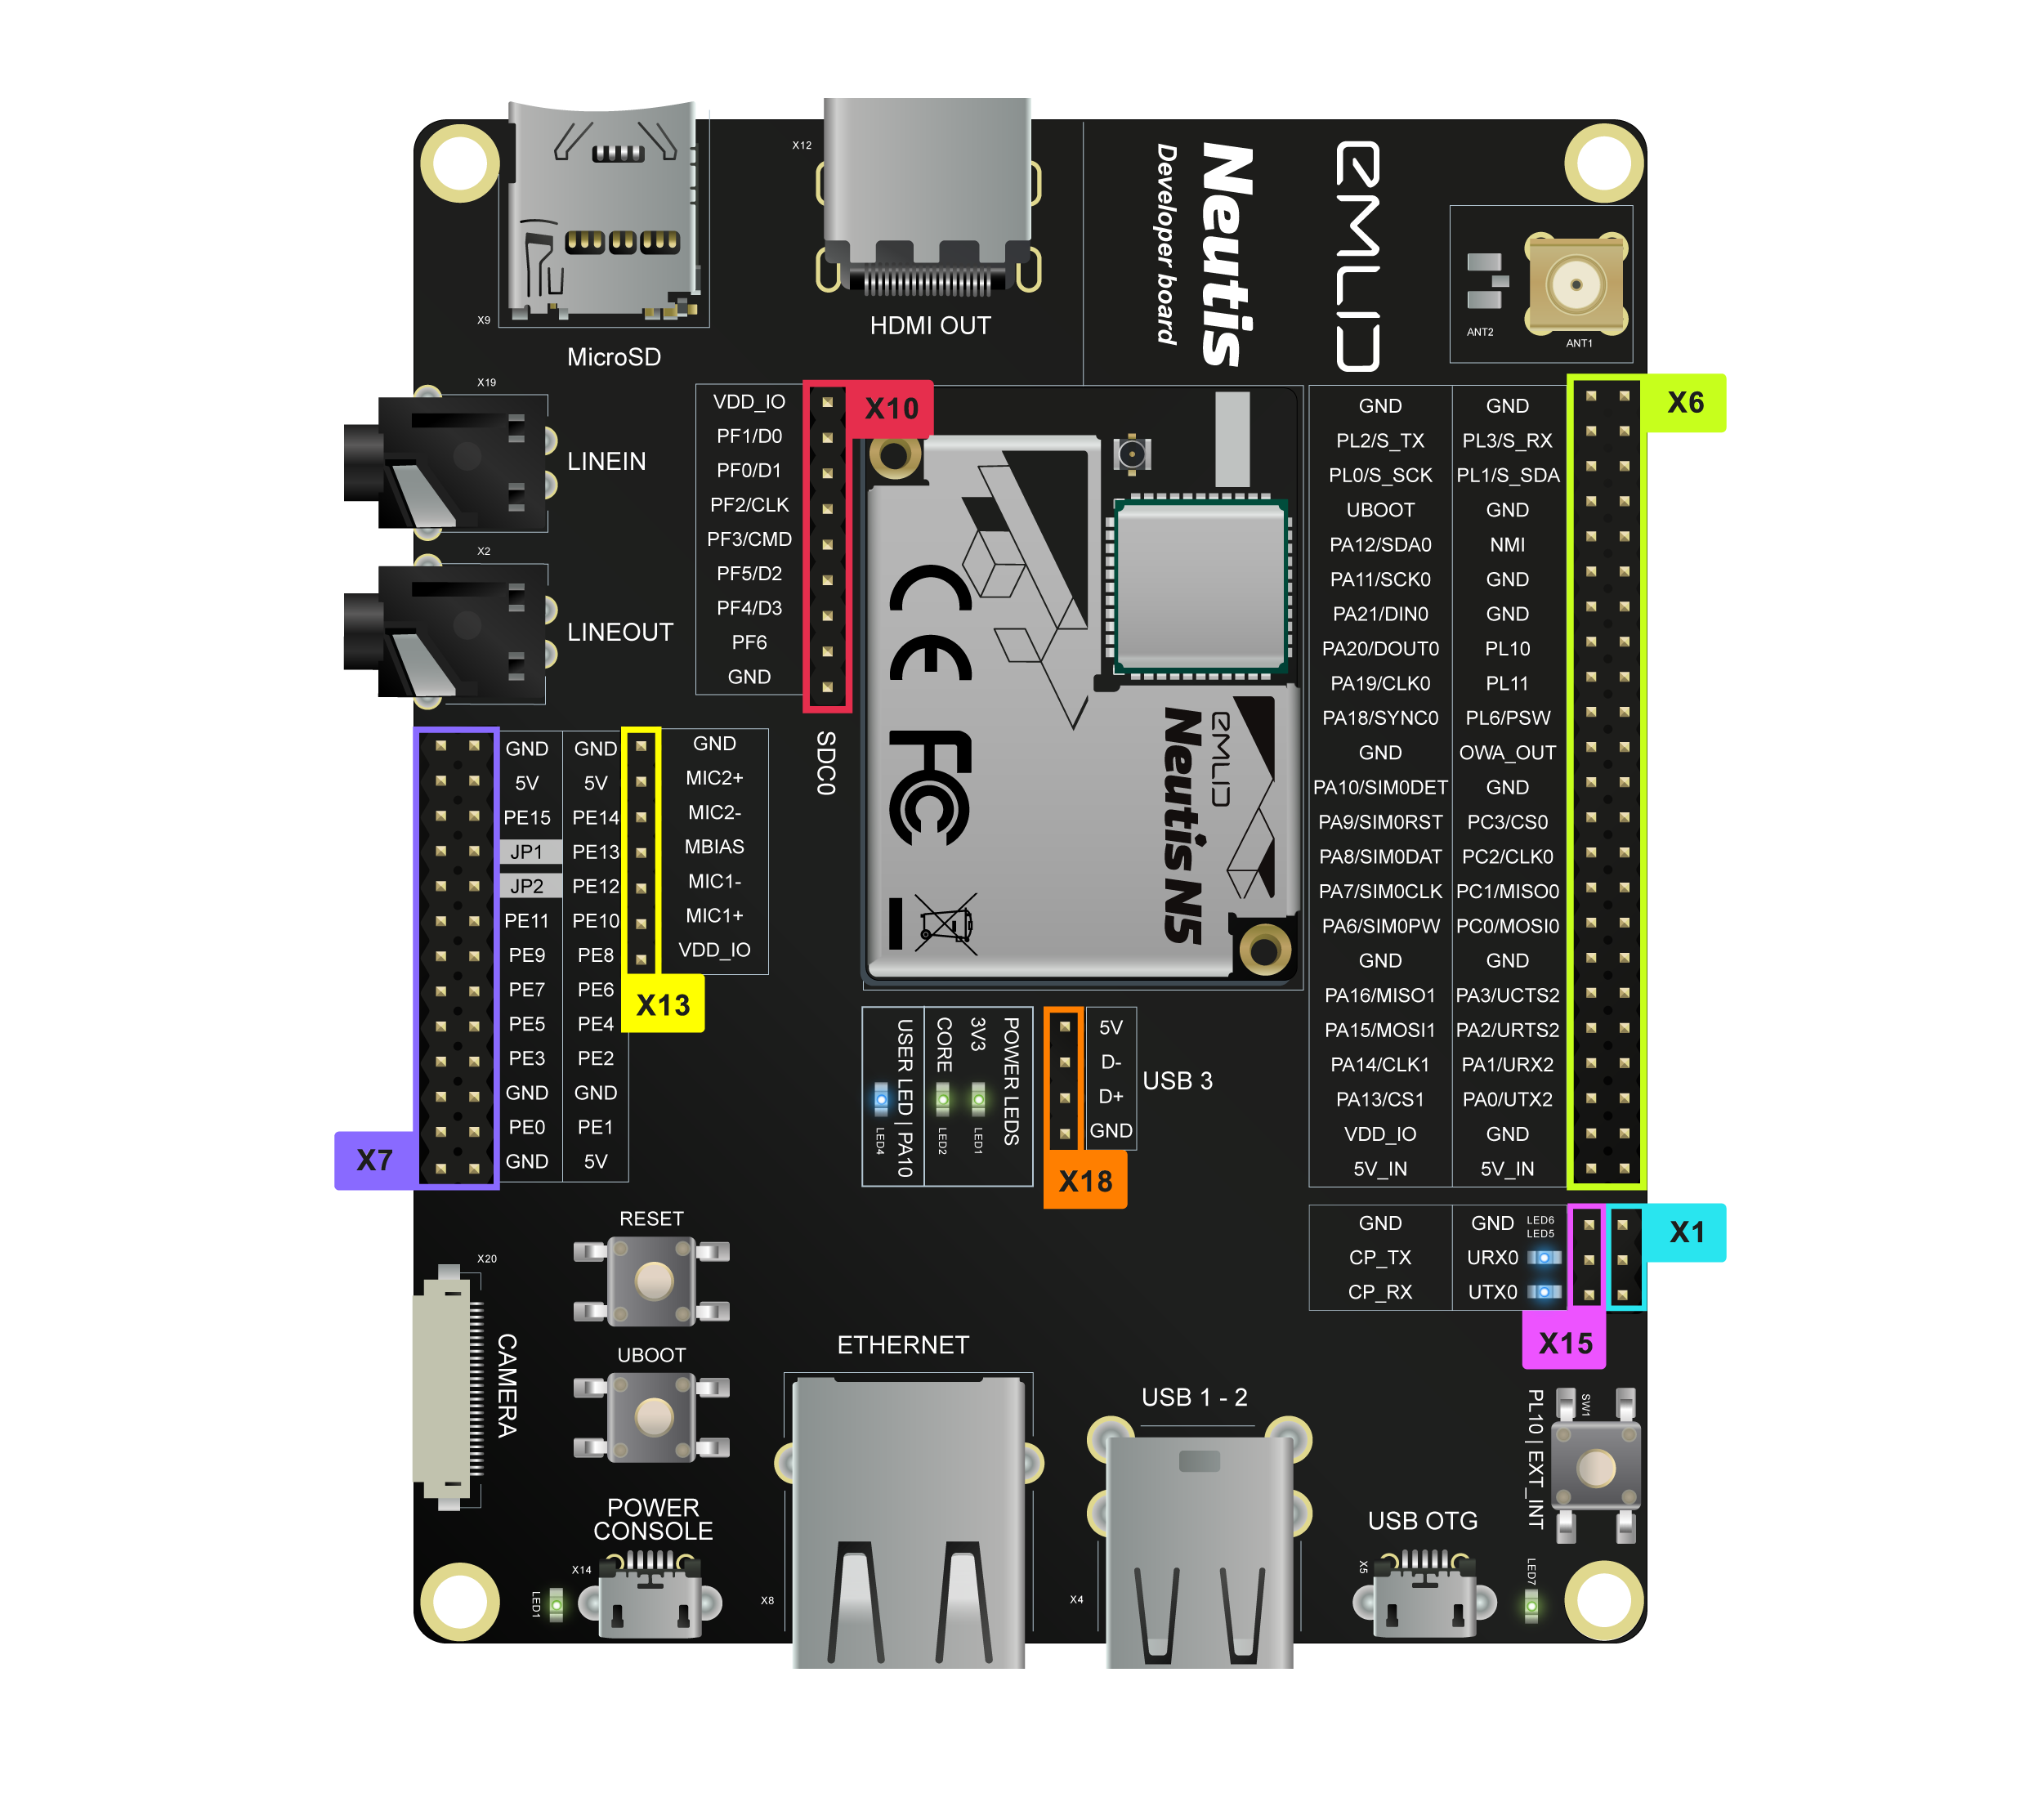 X12
EMLID
Neutis
Developer board
ANT2
ANT1
X9
MicroSD
HDMI OUT
X19
LINEIN
X2
LINEOUT
X10
VDD_IO
PF1/D0
PF0/D1
PF2/CLK
PF3/CMD
PF5/D2
PF4/D3
PF6
GND
SDC0
CE
FC
EMLID
Neutis N5
X6
GND GND
PL2/S_TX PL3/S_RX
PL0/S_SCK PL1/S_SDA
UBOOT GND
PA12/SDA0 NMI
PA11/SCK0 GND
PA21/DIN0 GND
PA20/DOUT0 PL10
PA19/CLK0 PL11
PA18/SYNC0 PL6/PSW
GND OWA_OUT
PA10/SIM0DET GND
PA9/SIM0RST PC3/CS0
PA8/SIM0DAT PC2/CLK0
PA7/SIM0CLK PC1/MISO0
PA6/SIM0PW PC0/MOSI0
GND GND
PA16/MISO1 PA3/UCTS2
PA15/MOSI1 PA2/URTS2
PA14/CLK1 PA1/URX2
PA13/CS1 PA0/UTX2
VDD_IO GND
5V_IN 5V_IN
GND GND
5V 5V
PE15 PE14
JP1 PE13
JP2 PE12
PE11 PE10
PE9 PE8
PE7 PE6
PE5 PE4
PE3 PE2
GND GND
PE0 PE1
GND 5V
X7
GND
MIC2+
MIC2-
MBIAS
MIC1-
MIC1+
VDD_IO
X13
POWER LEDS
3V3
CORE
USER LED | PA10
LED4
LED2
LED1
5V
D-
D+
GND
USB 3
X18
GND GND LED6
LED5
CP_TX URX0
CP_RX UTX0
X1
X15
RESET
X20
CAMERA
UBOOT
ETHERNET
USB 1 - 2
SW1
PL10 | EXT_INT
POWER
CONSOLE
USB OTG
X14
LED1
X8
X4
X5
LED7